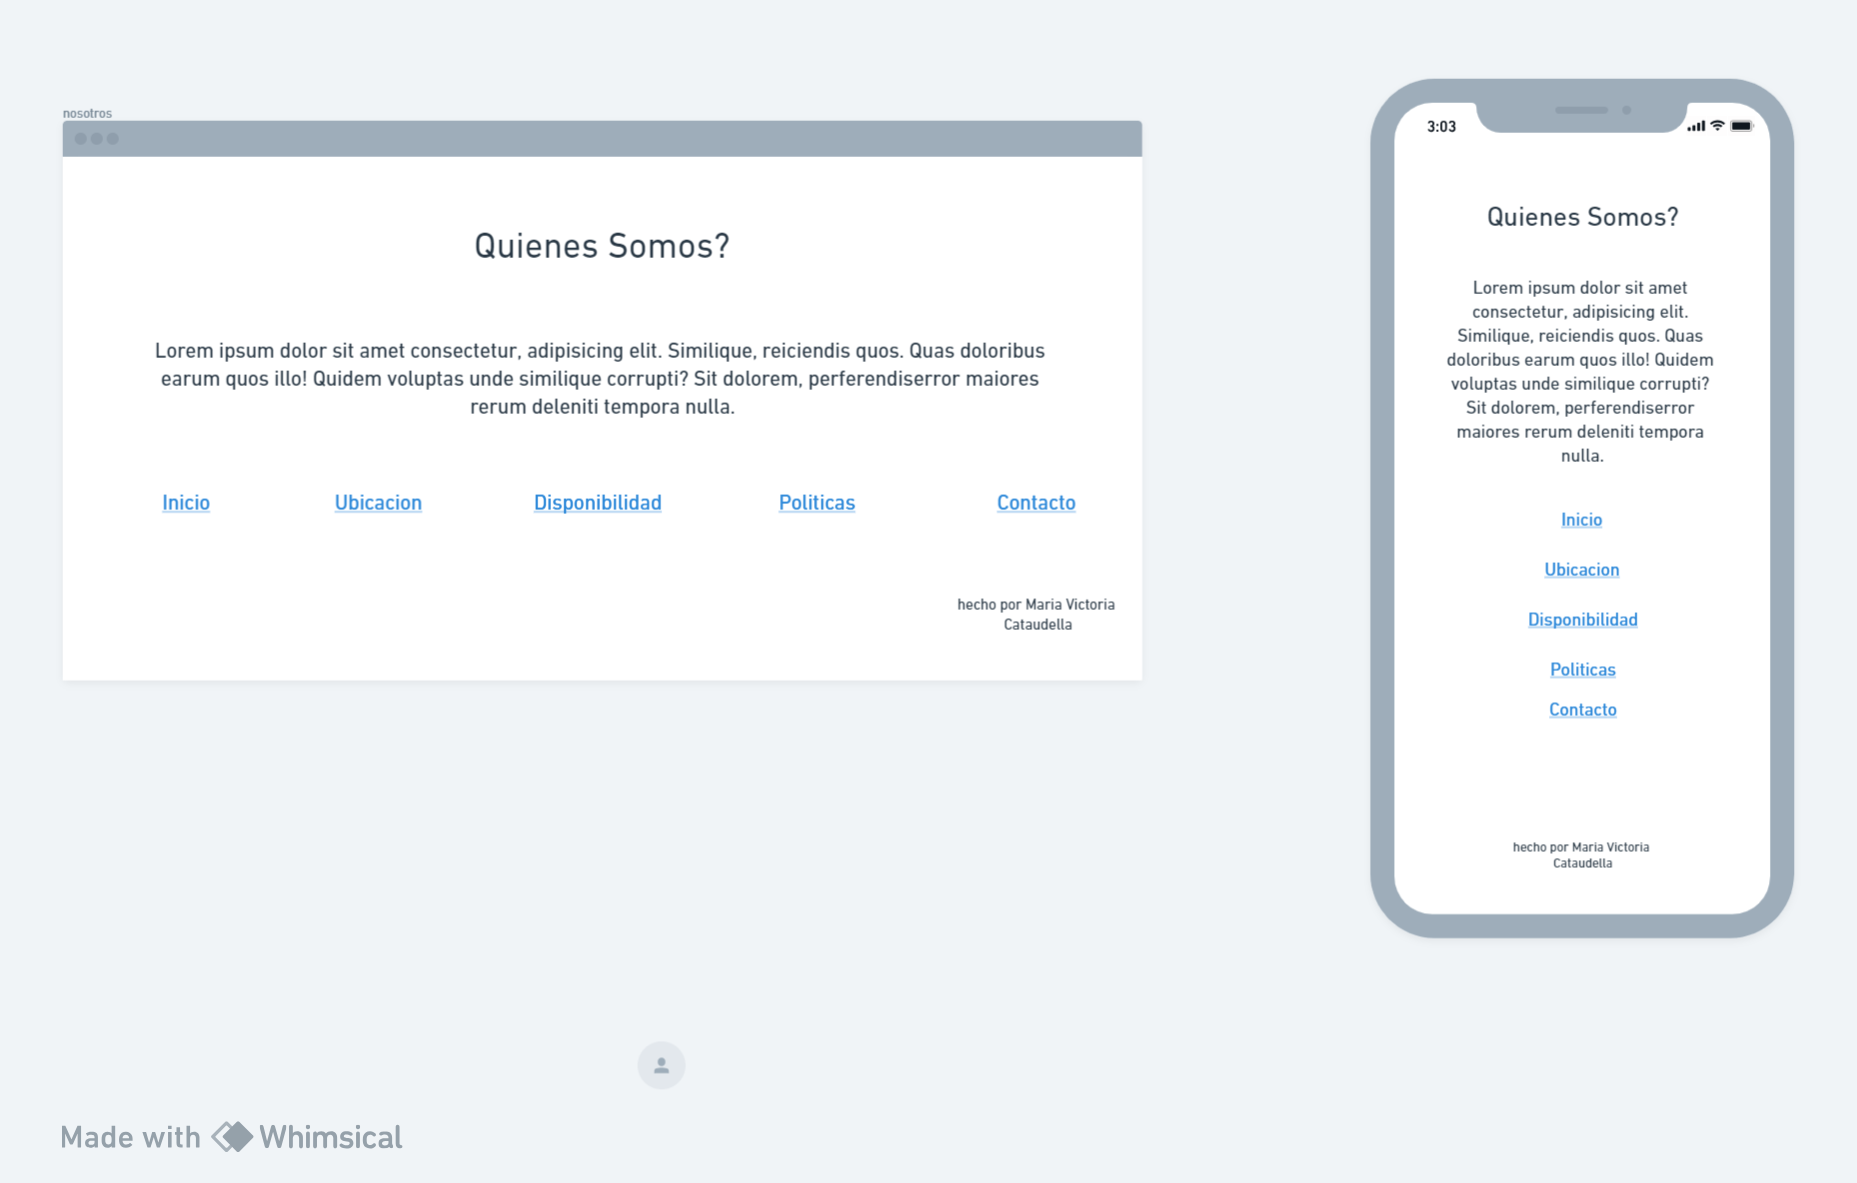 nosotros
Quienes Somos?
Lorem ipsum dolor sit amet consectetur, adipisicing elit. Similique, reiciendis quos. Quas doloribus
earum quos illo! Quidem voluptas unde similique corrupti? Sit dolorem, perferendiserror maiores
rerum deleniti tempora nulla.
Inicio Ubicacion Disponibilidad Politicas Contacto
hecho por Maria Victoria
Cataudella
3:03
Quienes Somos?
Lorem ipsum dolor sit amet
consectetur, adipisicing elit.
Similique, reiciendis quos. Quas
doloribus earum quos illo! Quidem
voluptas unde similique corrupti?
Sit dolorem, perferendiserror
maiores rerum deleniti tempora
nulla.
Inicio
Ubicacion
Disponibilidad
Politicas
Contacto
hecho por Maria Victoria
Cataudella
Made with Whimsical